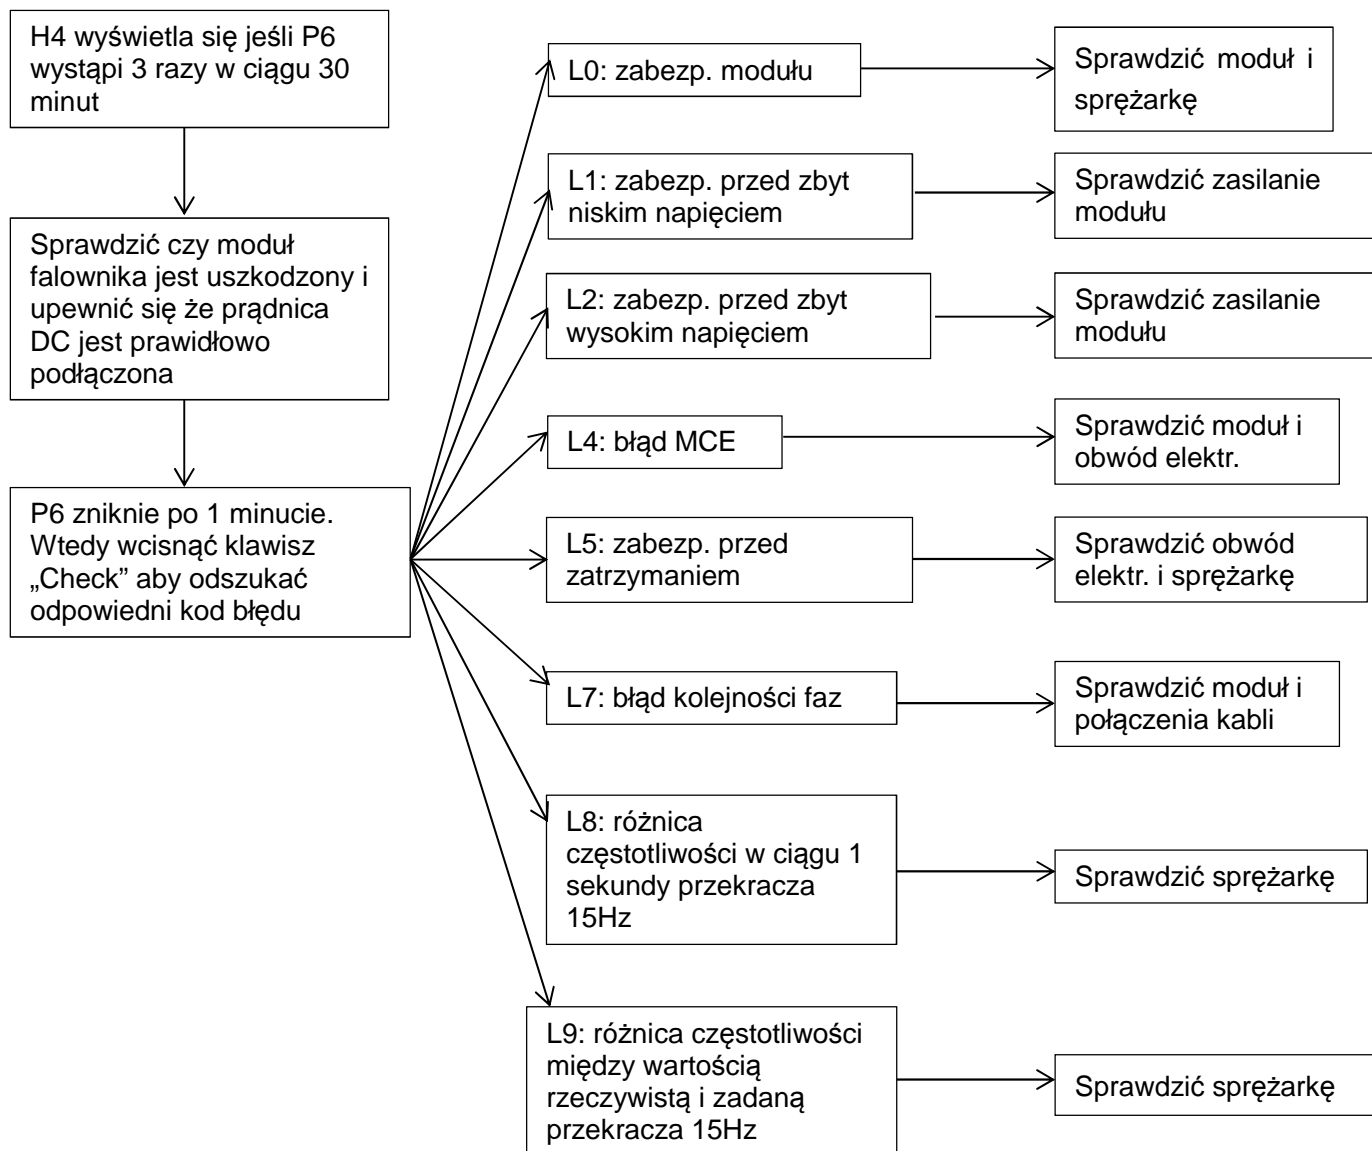 H4 wyświetla się jeśli P6
wystąpi 3 razy w ciągu 30
minut
Sprawdzić czy moduł
falownika jest uszkodzony i
upewnić się że prądnica
DC jest prawidłowo
podłączona
P6 zniknie po 1 minucie.
Wtedy wcisnąć klawisz
„Check” aby odszukać
odpowiedni kod błędu
L0: zabezp. modułu
Sprawdzić moduł i
sprężarkę
L1: zabezp. przed zbyt
niskim napięciem
Sprawdzić zasilanie
modułu
L2: zabezp. przed zbyt
wysokim napięciem
Sprawdzić zasilanie
modułu
L4: błąd MCE
Sprawdzić moduł i
obwód elektr.
L5: zabezp. przed
zatrzymaniem
Sprawdzić obwód
elektr. i sprężarkę
L7: błąd kolejności faz
Sprawdzić moduł i
połączenia kabli
L8: różnica
częstotliwości w ciągu 1
sekundy przekracza
15Hz
Sprawdzić sprężarkę
L9: różnica częstotliwości
między wartością
rzeczywistą i zadaną
przekracza 15Hz
Sprawdzić sprężarkę